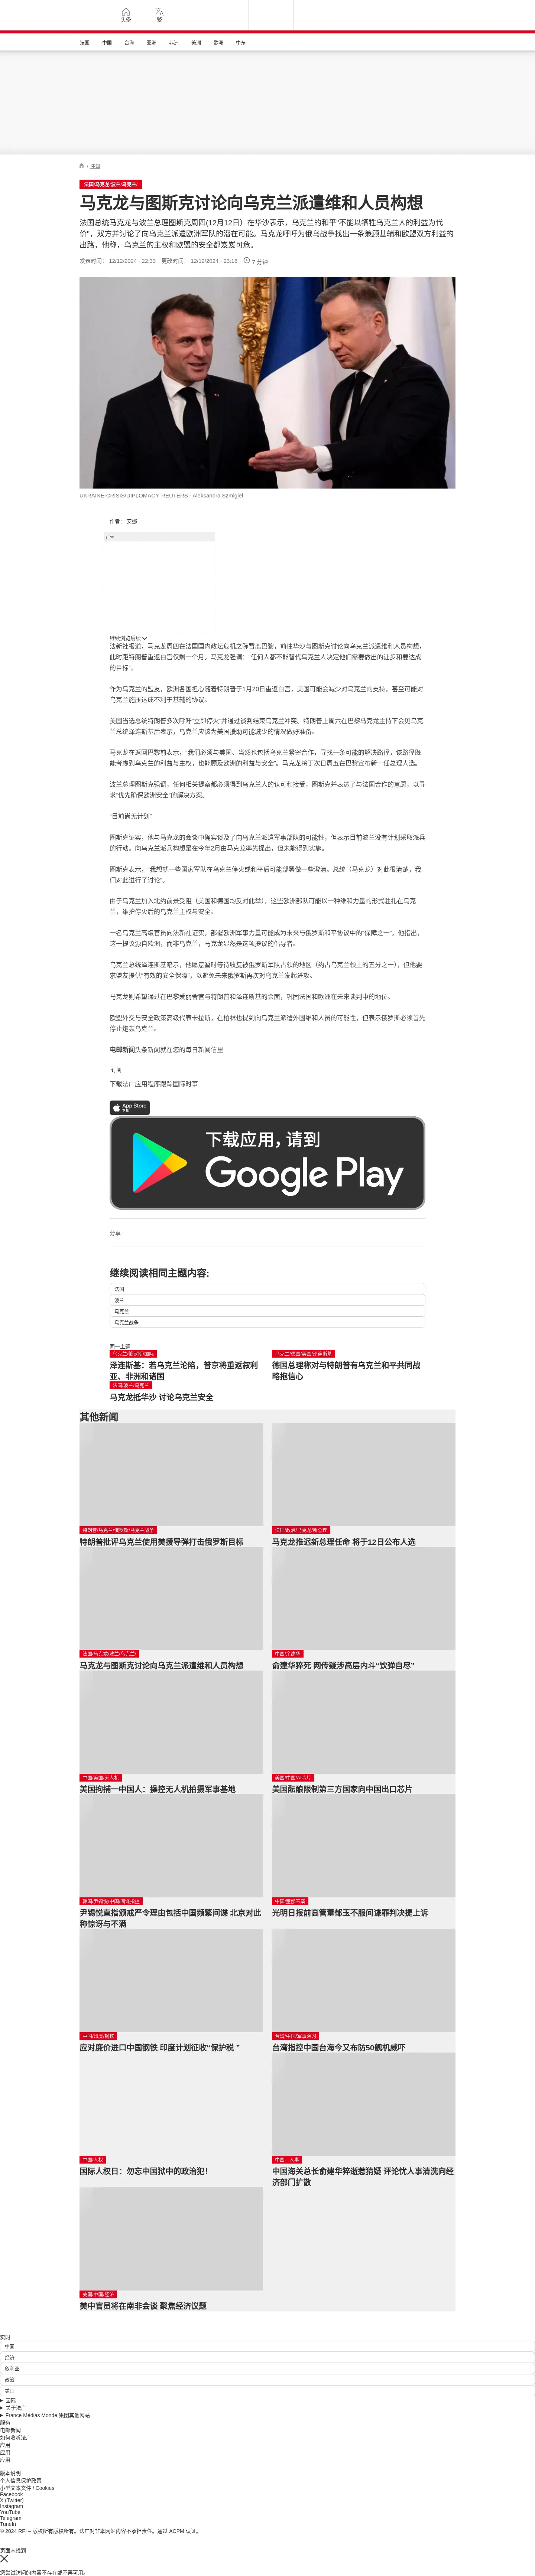 头条
繁
法国
中国
台海
亚洲
非洲
美洲
欧洲
中东
/ 法国
法国/马克龙/波兰/乌克兰/
马克龙与图斯克讨论向乌克兰派遣维和人员构想
法国总统马克龙与波兰总理图斯克周四(12月12日）在华沙表示，乌克兰的和平“不能以牺牲乌克兰人的利益为代
价”，双方并讨论了向乌克兰派遣欧洲军队的潜在可能。马克龙呼吁为俄乌战争找出一条兼顾基辅和欧盟双方利益的
出路，他称，乌克兰的主权和欧盟的安全都岌岌可危。
发表时间： 12/12/2024 - 22:33 更改时间： 12/12/2024 - 23:16 7 分钟
UKRAINE-CRISIS/DIPLOMACY REUTERS - Aleksandra Szmigiel
作者： 安娜
广告
继续浏览后续
法新社报道，马克龙周四在法国国内政坛危机之际暂离巴黎，前往华沙与图斯克讨论向乌克兰派遣维和人员构想，
此时距特朗普重返白宫仅剩一个月。马克龙强调：“任何人都不能替代乌克兰人决定他们需要做出的让步和要达成
的目标”。
作为乌克兰的盟友，欧洲各国担心随着特朗普于1月20日重返白宫，美国可能会减少对乌克兰的支持，甚至可能对
乌克兰施压达成不利于基辅的协议。
美国当选总统特朗普多次呼吁“立即停火”并通过谈判结束乌克兰冲突。特朗普上周六在巴黎马克龙主持下会见乌克
兰总统泽连斯基后表示，乌克兰应该为美国援助可能减少的情况做好准备。
马克龙在返回巴黎前表示，“我们必须与美国、当然也包括乌克兰紧密合作，寻找一条可能的解决路径，该路径既
能考虑到乌克兰的利益与主权，也能顾及欧洲的利益与安全”。马克龙将于次日周五在巴黎宣布新一任总理人选。
波兰总理图斯克强调，任何相关提案都必须得到乌克兰人的认可和接受，图斯克并表达了与法国合作的意愿，以寻
求“优先确保欧洲安全”的解决方案。
“目前尚无计划”
图斯克证实，他与马克龙的会谈中确实谈及了向乌克兰派遣军事部队的可能性，但表示目前波兰没有计划采取派兵
的行动。向乌克兰派兵构想是在今年2月由马克龙率先提出，但未能得到实施。
图斯克表示，“我想就一些国家军队在乌克兰停火或和平后可能部署做一些澄清。总统（马克龙）对此很清楚，我
们对此进行了讨论”。
由于乌克兰加入北约前景受阻（美国和德国均反对此举），这些欧洲部队可能以一种维和力量的形式驻扎在乌克
兰，维护停火后的乌克兰主权与安全。
一名乌克兰高级官员向法新社证实，部署欧洲军事力量可能成为未来与俄罗斯和平协议中的“保障之一”。他指出，
这一提议源自欧洲，而非乌克兰，马克龙显然是这项提议的倡导者。
乌克兰总统泽连斯基暗示，他愿意暂时等待收复被俄罗斯军队占领的地区（约占乌克兰领土的五分之一），但他要
求盟友提供“有效的安全保障”，以避免未来俄罗斯再次对乌克兰发起进攻。
马克龙则希望通过在巴黎爱丽舍宫与特朗普和泽连斯基的会面，巩固法国和欧洲在未来谈判中的地位。
欧盟外交与安全政策高级代表卡拉斯，在柏林也提到向乌克兰派遣外国维和人员的可能性，但表示俄罗斯必须首先
停止炮轰乌克兰。
电邮新闻头条新闻就在您的每日新闻信里
订阅
下载法广应用程序跟踪国际时事
App Store
下载
下载应用，请到
Google Play
分享 :
继续阅读相同主题内容:
法国
波兰
乌克兰
乌克兰战争
同一主题
乌克兰/俄罗斯/国际
泽连斯基：若乌克兰沦陷，普京将重返叙利
亚、非洲和诸国
乌克兰/德国/美国/泽连斯基
德国总理称对与特朗普有乌克兰和平共同战
略抱信心
法国/波兰/乌克兰
马克龙抵华沙 讨论乌克兰安全
其他新闻
特朗普/乌克兰/俄罗斯/乌克兰战争
特朗普批评乌克兰使用美援导弹打击俄罗斯目标
法国/政治/马克龙/新总理
马克龙推迟新总理任命 将于12日公布人选
法国/马克龙/波兰/乌克兰/
马克龙与图斯克讨论向乌克兰派遣维和人员构想
中国/余建华
俞建华猝死 网传疑涉高层内斗“饮弹自尽”
中国/美国/无人机
美国拘捕一中国人：操控无人机拍摄军事基地
美国/中国/AI芯片
美国酝酿限制第三方国家向中国出口芯片
韩国/尹锡悦/中国/间谍指控
尹锡悦直指颁戒严令理由包括中国频繁间谍 北京对此
称惊讶与不满
中国/董郁玉案
光明日报前高管董郁玉不服间谍罪判决提上诉
中国/印度/钢铁
应对廉价进口中国钢铁 印度计划征收“保护税 ”
台湾/中国/军事演习
台湾指控中国台海今又布防50舰机威吓
中国/人权
国际人权日：勿忘中国狱中的政治犯！
中国、人事
中国海关总长俞建华猝逝惹猜疑 评论忧人事清洗向经
济部门扩散
美国/中国/经济
美中官员将在南非会谈 聚焦经济议题
实时
中国
经济
叙利亚
政治
美国
国际
关于法广
France Médias Monde 集团其他网站
服务
电邮新闻
如何收听法广
应用
应用
应用
版本说明
个人信息保护政策
小型文本文件 / Cookies
Facebook
X (Twitter)
Instagram
YouTube
Telegram
TuneIn
© 2024 RFI – 版权所有版权所有。法广对非本网站内容不承担责任。通过 ACPM 认证。
页面未找到
您尝试访问的内容不存在或不再可用。